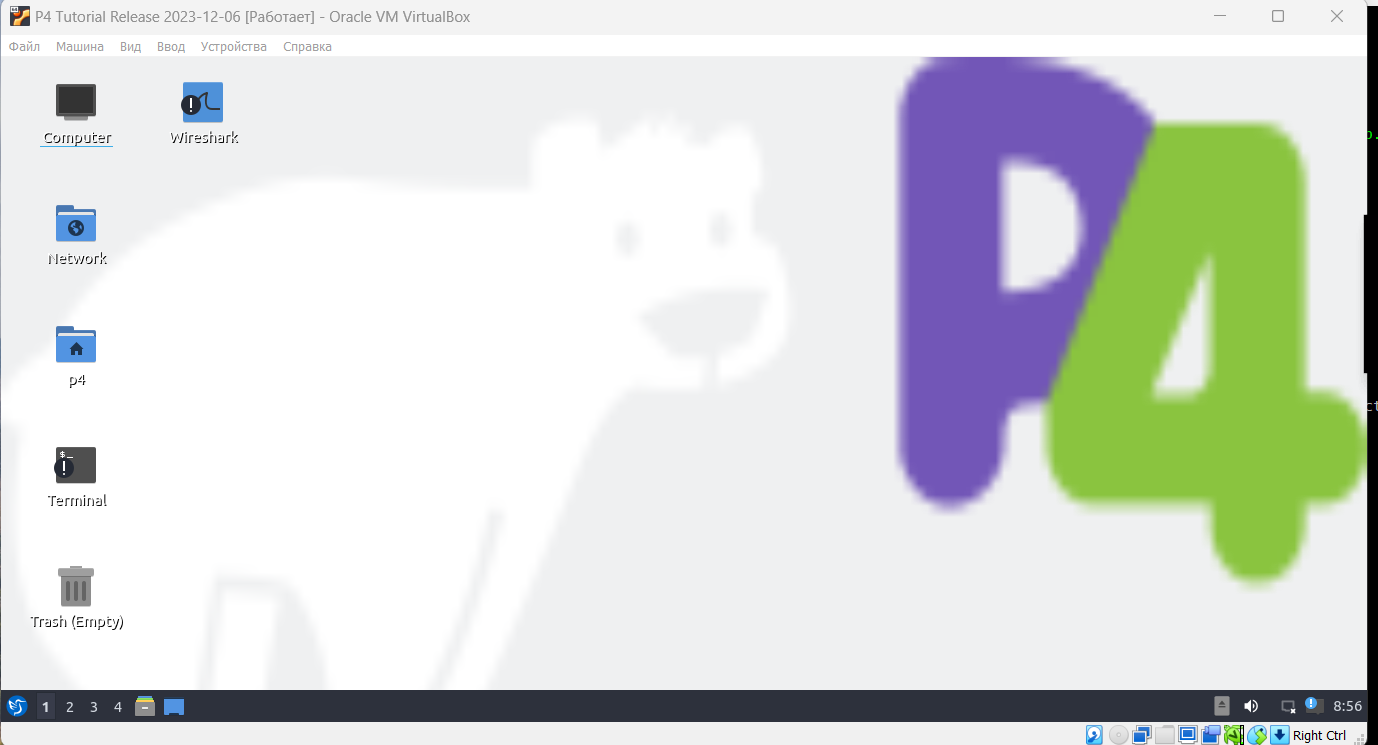 P4 Tutorial Release 2023-12-06 [Работает] - Oracle VM VirtualBox
Файл Машина Вид Ввод Устройства Справка
Computer Wireshark
Network
p4
$_
Terminal
Trash (Empty)
P4
1 2 3 4 8:56
Right Ctrl